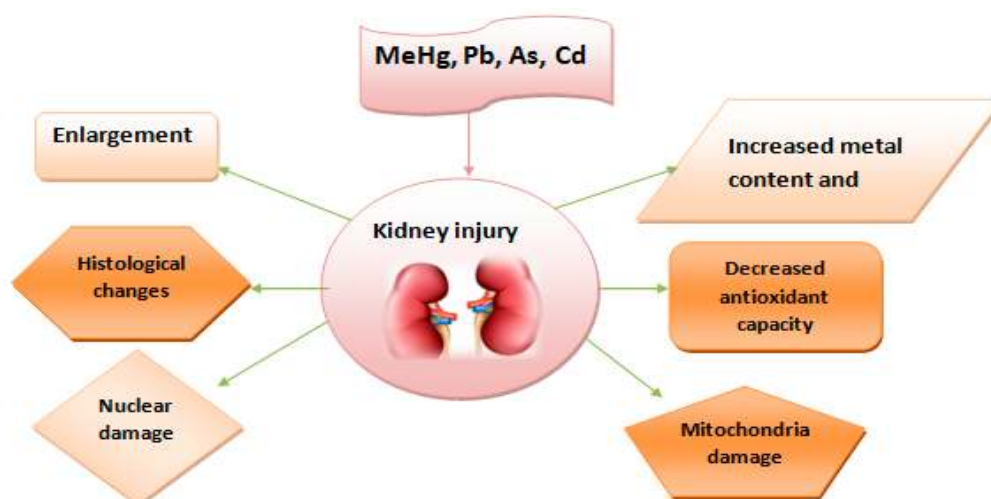 MeHg, Pb, As, Cd
Enlargement
Increased metal
content and
Kidney injury
Histological
changes
Decreased
antioxidant
capacity
Nuclear
damage
Mitochondria
damage